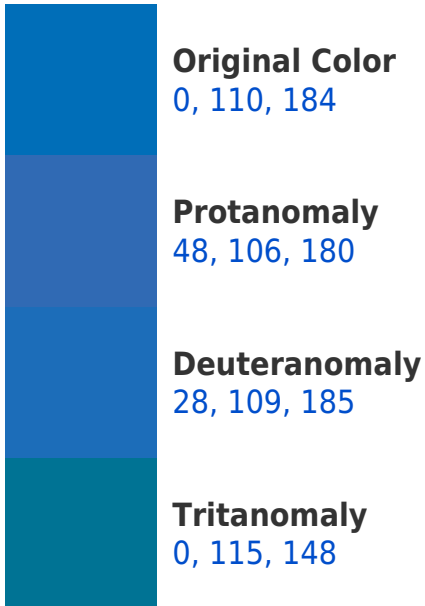 Original Color
0, 110, 184
Protanomaly
48, 106, 180
Deuteranomaly
28, 109, 185
Tritanomaly
0, 115, 148